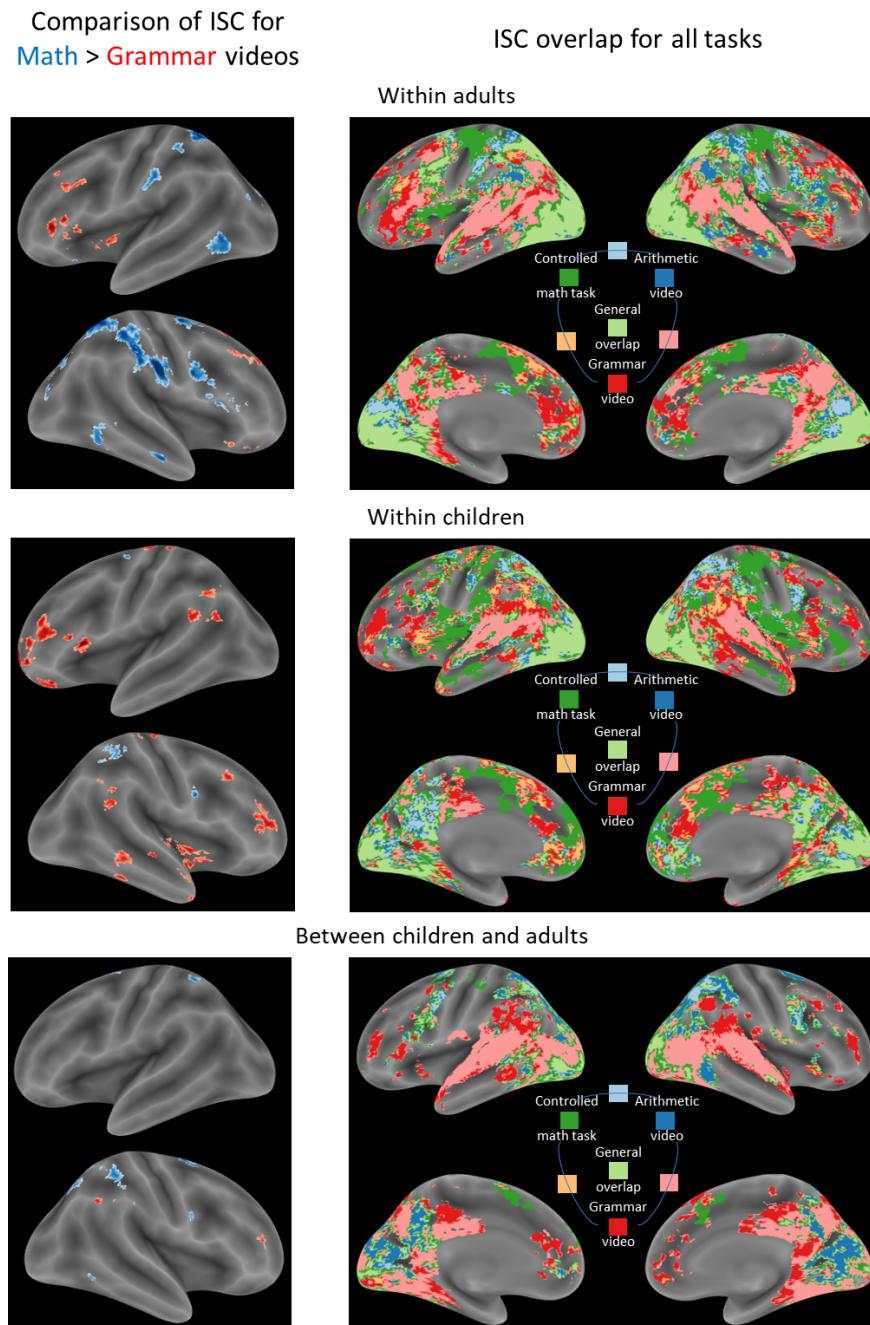 Comparison of ISC for
Math > Grammar videos
ISC overlap for all tasks
Within adults
Controlled Arithmetic
math task video
General
overlap
Grammar
video
Within children
Controlled Arithmetic
math task video
General
overlap
Grammar
video
Between children and adults
Controlled Arithmetic
math task video
General
overlap
Grammar
video